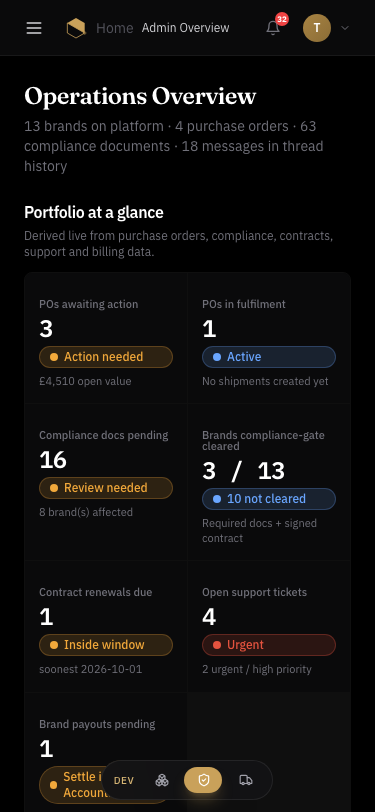 Home Admin Overview 32 T
Operations Overview
13 brands on platform · 4 purchase orders · 63
compliance documents · 18 messages in thread
history
Portfolio at a glance
Derived live from purchase orders, compliance, contracts,
support and billing data.
POs awaiting action
3
Action needed
£4,510 open value
POs in fulfilment
1
Active
No shipments created yet
Compliance docs pending
16
Review needed
8 brand(s) affected
Brands compliance-gate
cleared
3 / 13
10 not cleared
Required docs + signed
contract
Contract renewals due
1
Inside window
soonest 2026-10-01
Open support tickets
4
Urgent
2 urgent / high priority
Brand payouts pending
1
Settle
Accoun
DEV